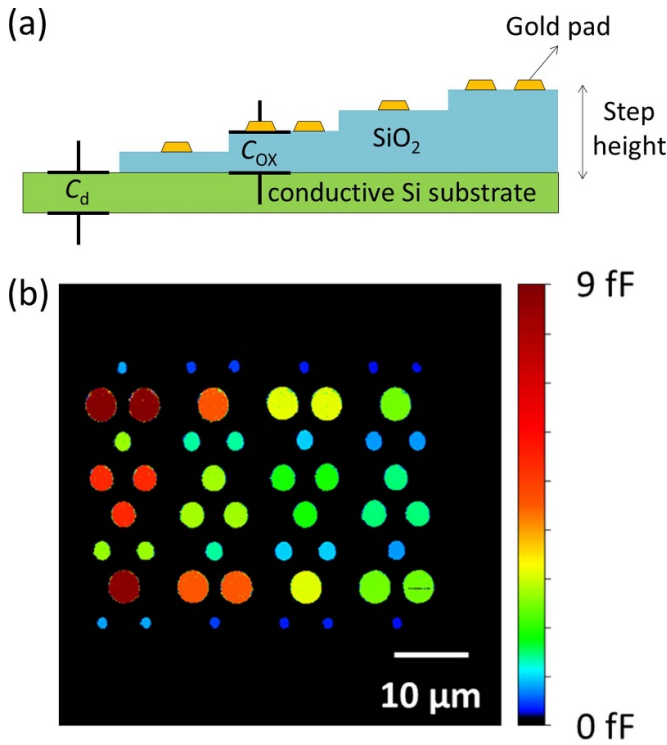 (a)
Gold pad
SiO₂
Step
height
C_OX
C_d
conductive Si substrate
(b)
9 fF
10 μm
0 fF